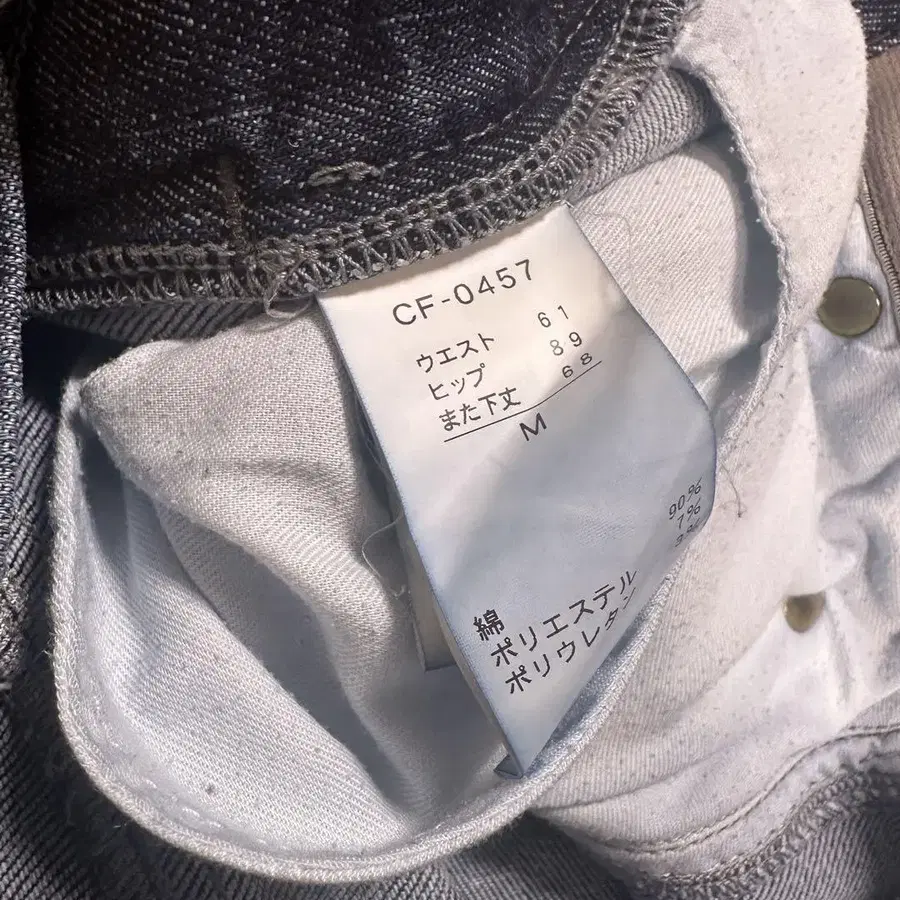 CF-0457
ウエスト 61
ヒップ 89
また下丈 68
M
綿 90%
ポリエステル 7%
ポリウレタン 3%